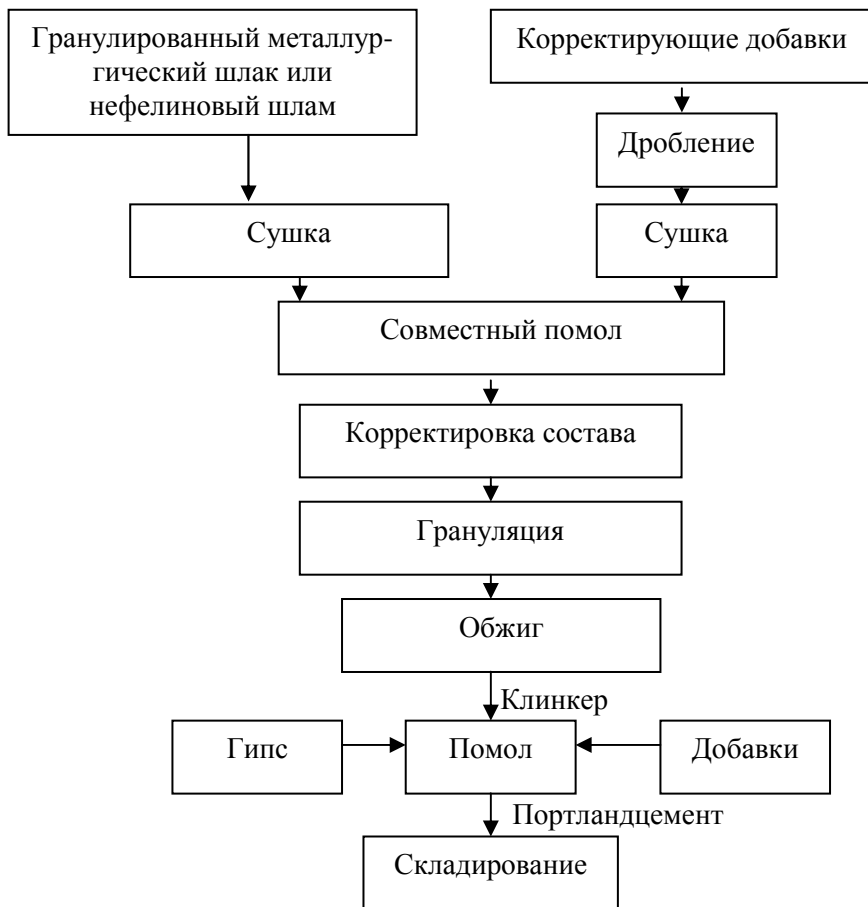 Гранулированный металлур-
гический шлак или
нефелиновый шлам
Корректирующие добавки
Дробление
Сушка
Сушка
Совместный помол
Корректировка состава
Грануляция
Обжиг
Клинкер
Гипс
Помол
Добавки
Портландцемент
Складирование